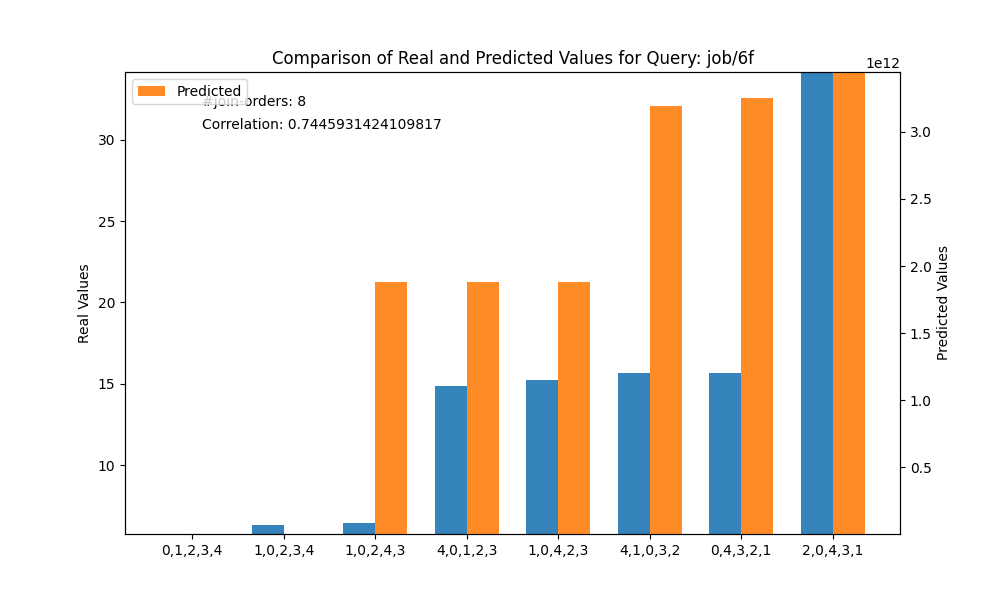 Comparison of Real and Predicted Values for Query: job/6f
1e12
Predicted
#join-orders: 8
Correlation: 0.7445931424109817
30
25
20
15
10
Real Values
3.0
2.5
2.0
1.5
1.0
0.5
Predicted Values
0,1,2,3,4 1,0,2,3,4 1,0,2,4,3 4,0,1,2,3 1,0,4,2,3 4,1,0,3,2 0,4,3,2,1 2,0,4,3,1